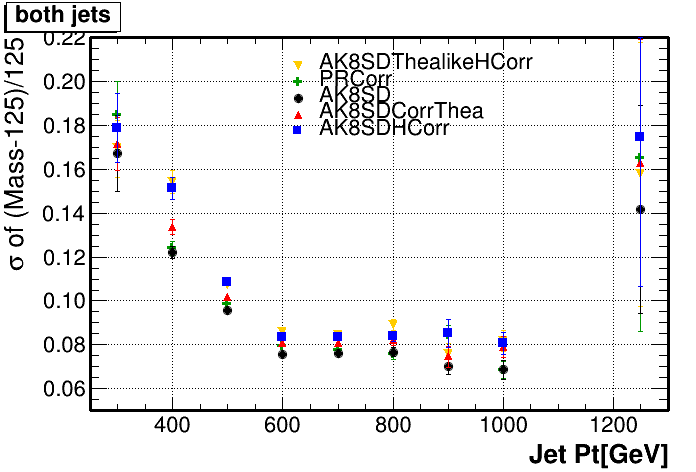 both jets
0.22
0.20
0.18
0.16
0.14
0.12
0.10
0.08
0.06
σ of (Mass-125)/125
AK8SDThealikeHCorr
PRCorr
AK8SD
AK8SDCorrThea
AK8SDHCorr
400 600 800 1000 1200
Jet Pt[GeV]